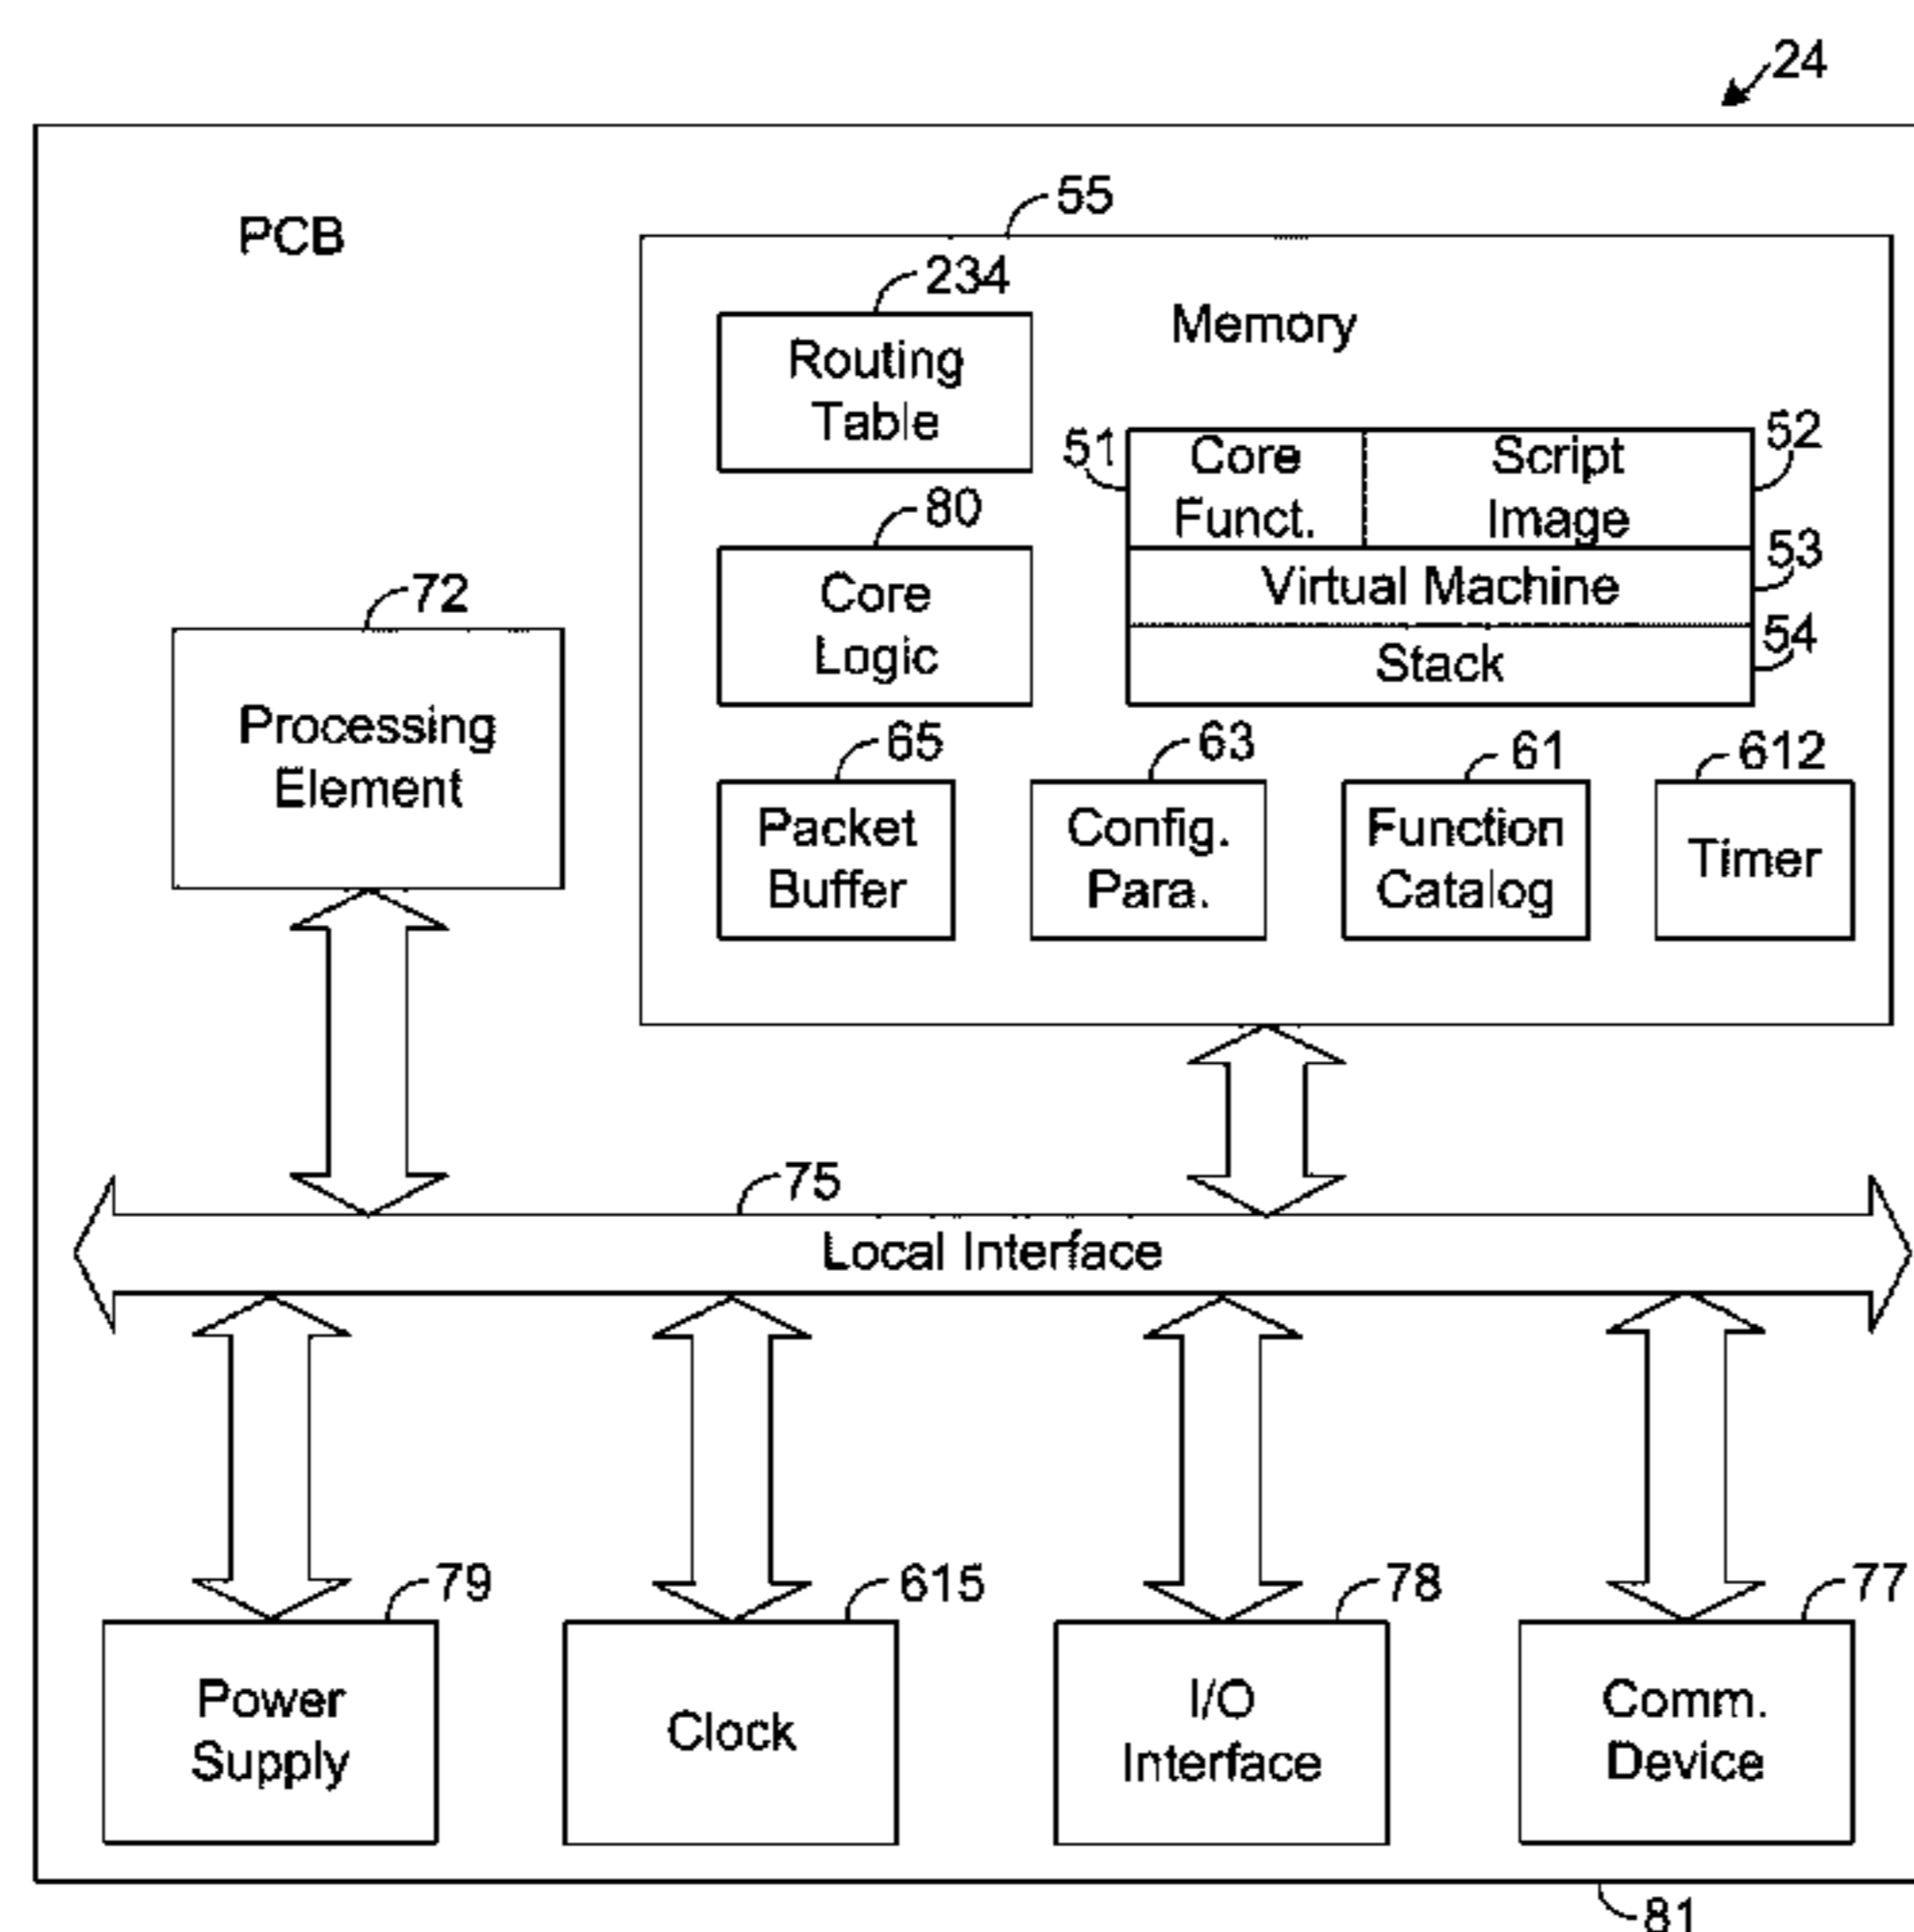 24
PCB
55
234
Memory
Routing
Table
51
Core
Funct.
Script
Image
52
80
Core
Logic
Virtual Machine
53
Stack
54
72
Processing
Element
65
63
61
612
Packet
Buffer
Config.
Para.
Function
Catalog
Timer
75
Local Interface
79
615
78
77
Power
Supply
Clock
I/O
Interface
Comm.
Device
81